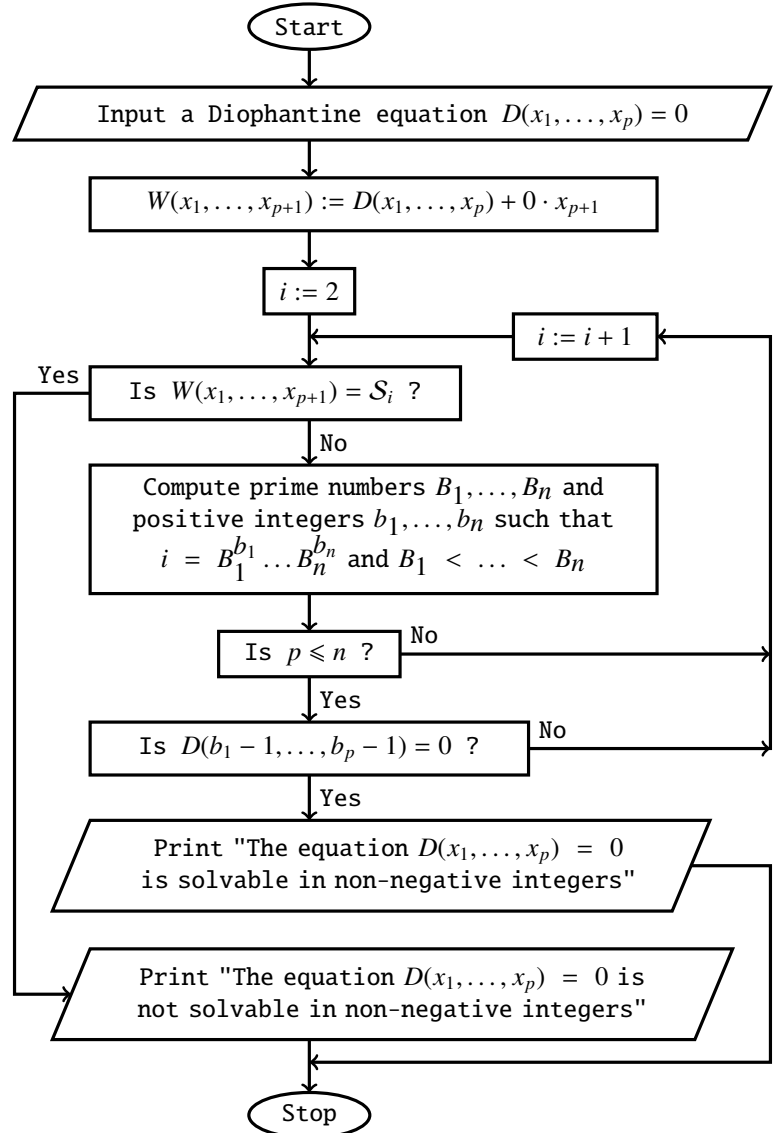 Start
Input a Diophantine equation D(x₁,…,xₚ) = 0
W(x₁,…,xₚ₊₁) := D(x₁,…,xₚ) + 0 · xₚ₊₁
i := 2
i := i + 1
Yes
Is W(x₁,…,xₚ₊₁) = 𝒮ᵢ ?
No
Compute prime numbers B₁,…,Bₙ and
positive integers b₁,…,bₙ such that
i = B₁^{b₁} … Bₙ^{bₙ} and B₁ < … < Bₙ
Is p ⩽ n ?
No
Yes
Is D(b₁ − 1,…,bₚ − 1) = 0 ?
No
Yes
Print "The equation D(x₁,…,xₚ) = 0
is solvable in non-negative integers"
Print "The equation D(x₁,…,xₚ) = 0 is
not solvable in non-negative integers"
Stop